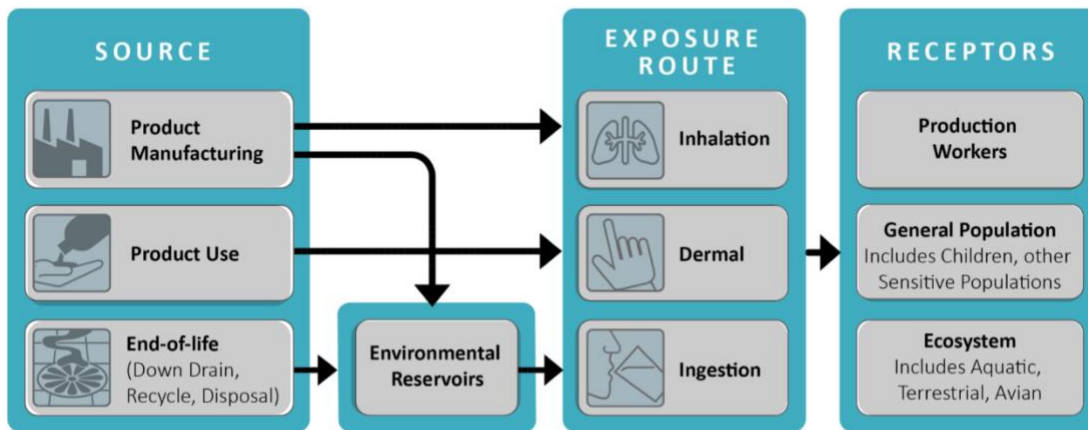 SOURCE
Product
Manufacturing
Product Use
End-of-life
(Down Drain,
Recycle, Disposal)
Environmental
Reservoirs
EXPOSURE
ROUTE
Inhalation
Dermal
Ingestion
RECEPTORS
Production
Workers
General Population
Includes Children, other
Sensitive Populations
Ecosystem
Includes Aquatic,
Terrestrial, Avian